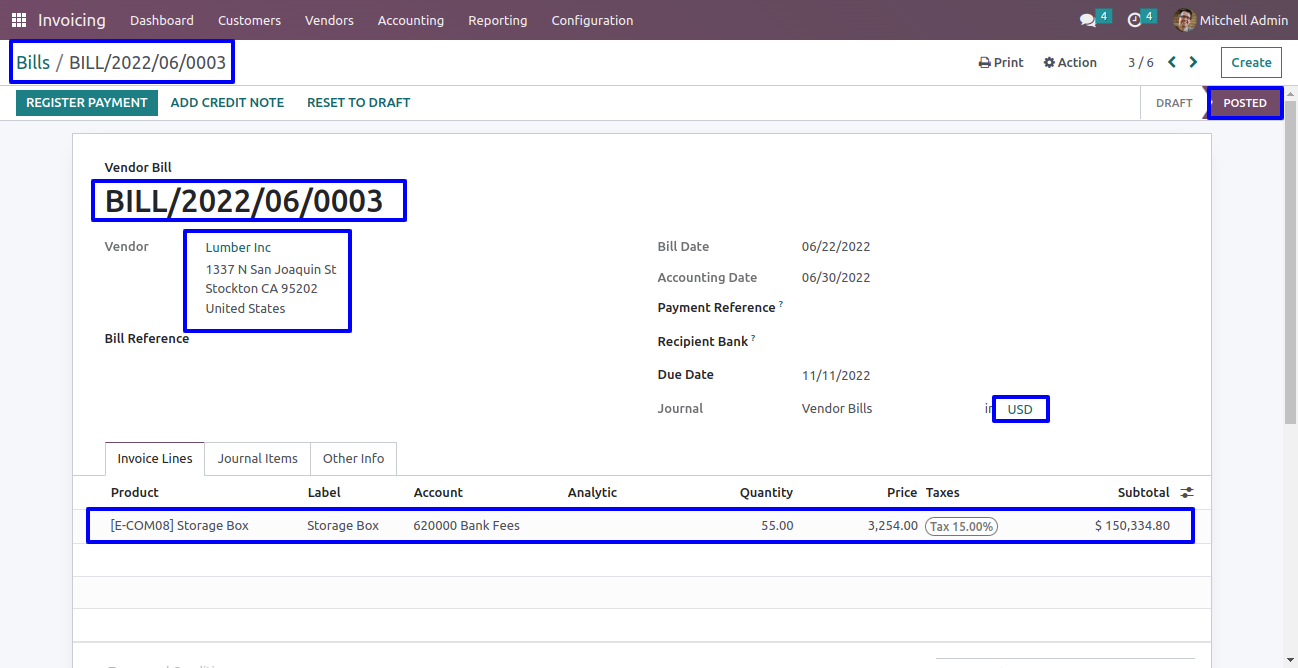 Invoicing Dashboard Customers Vendors Accounting Reporting Configuration 4 4 Mitchell Admin
Bills / BILL/2022/06/0003 Print Action 3 / 6 Create
REGISTER PAYMENT ADD CREDIT NOTE RESET TO DRAFT DRAFT POSTED
Vendor Bill
BILL/2022/06/0003
Vendor Lumber Inc Bill Date 06/22/2022
1337 N San Joaquin St Accounting Date 06/30/2022
Stockton CA 95202
United States Payment Reference ?
Bill Reference Recipient Bank ?
Due Date 11/11/2022
Journal Vendor Bills in USD
Invoice Lines Journal Items Other Info
Product Label Account Analytic Quantity Price Taxes Subtotal
[E-COM08] Storage Box Storage Box 620000 Bank Fees 55.00 3,254.00 Tax 15.00% $ 150,334.80